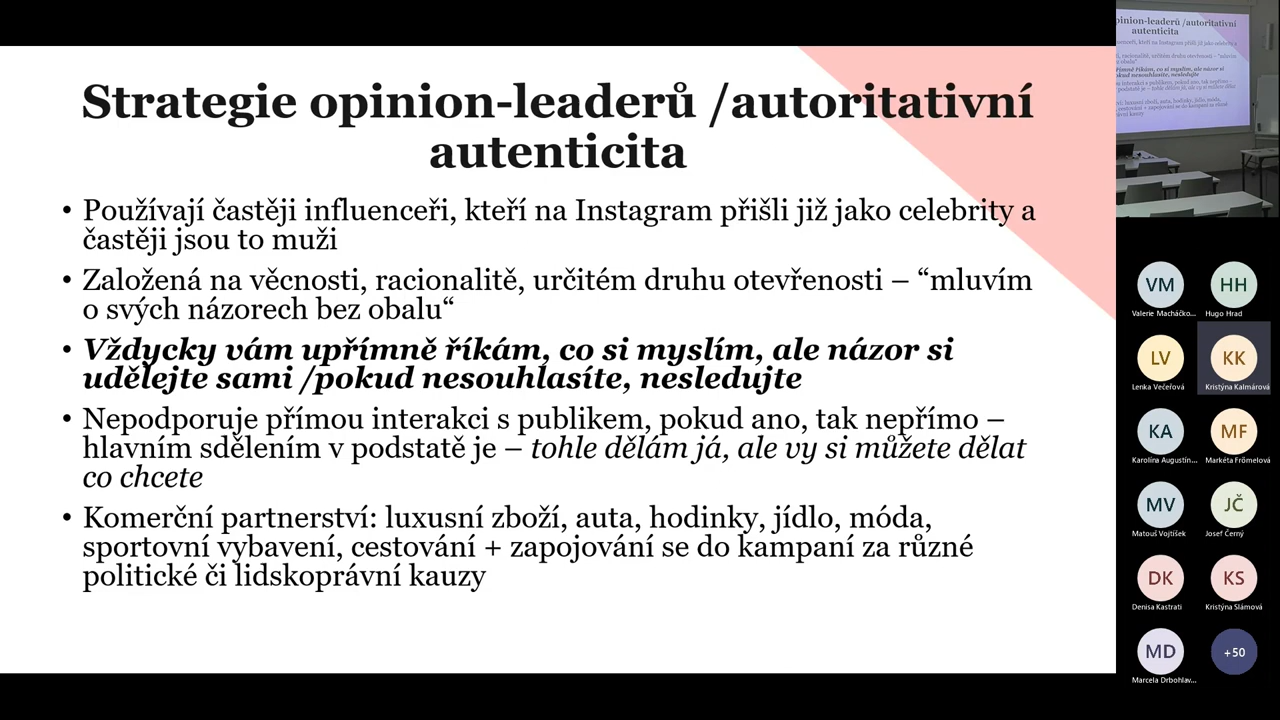 Strategie opinion-leaderů /autoritativní
autenticita
• Používají častěji influenceři, kteří na Instagram přišli již jako celebrity a
častěji jsou to muži
• Založená na věcnosti, racionalitě, určitém druhu otevřenosti – “mluvím
o svých názorech bez obalu“
• Vždycky vám upřímně říkám, co si myslím, ale názor si
udělejte sami /pokud nesouhlasíte, nesledujte
• Nepodporuje přímou interakci s publikem, pokud ano, tak nepřímo –
hlavním sdělením v podstatě je – tohle dělám já, ale vy si můžete dělat
co chcete
• Komerční partnerství: luxusní zboží, auta, hodinky, jídlo, móda,
sportovní vybavení, cestování + zapojování se do kampaní za různé
politické či lidskoprávní kauzy
opinion-leaderů /autoritativní
autenticita
VM HH
Valerie Macháčko... Hugo Hrad
LV KK
Lenka Večeřová Kristýna Kalmárová
KA MF
Karolína Augustín... Markéta Frömelová
MV JČ
Matouš Vojtíšek Josef Černý
DK KS
Denisa Kastrati Kristýna Slámová
MD +50
Marcela Drbohlav...